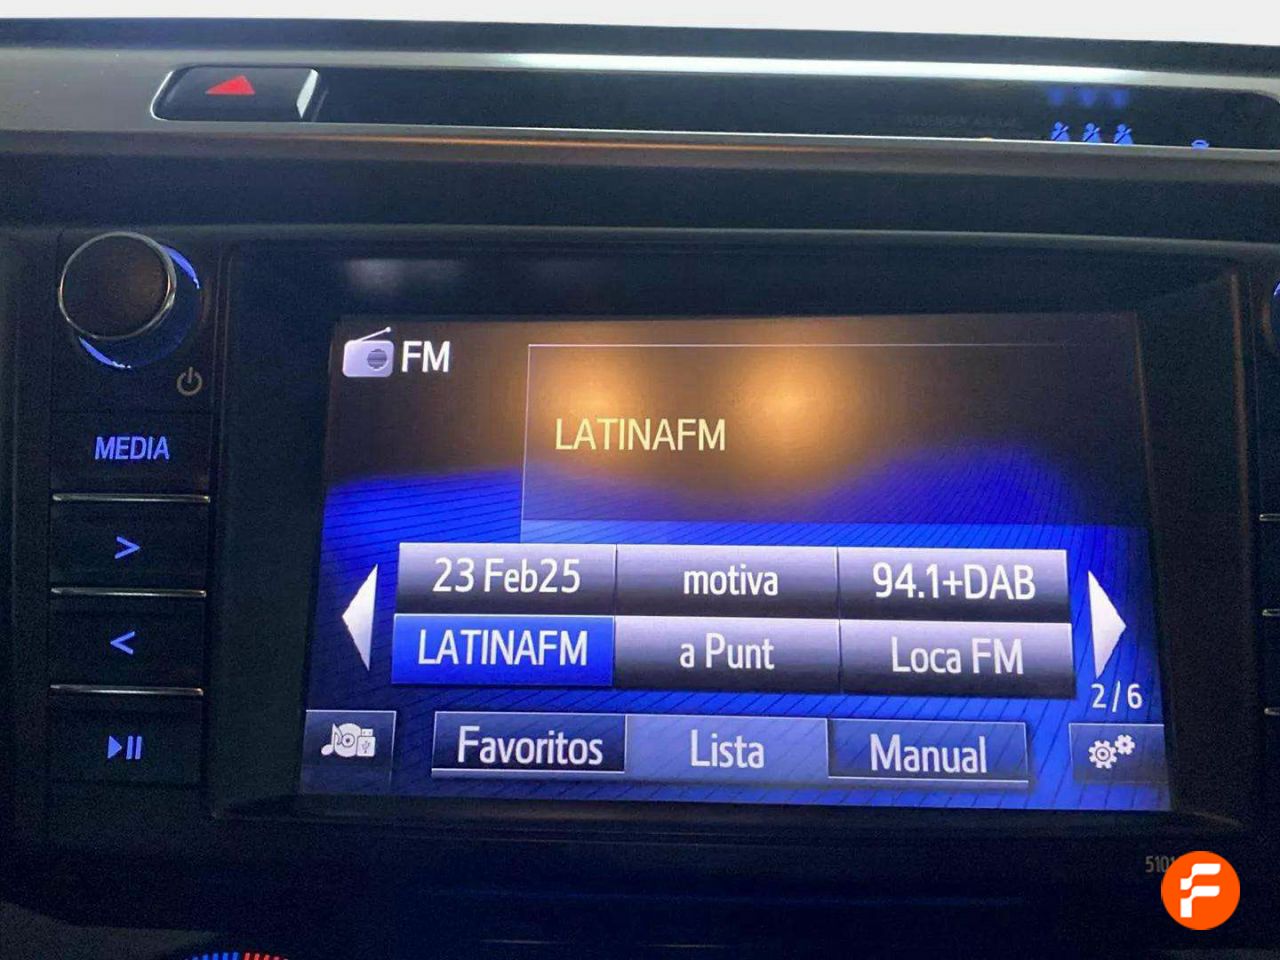 FM
LATINAFM
MEDIA
23 Feb25
motiva
94.1+DAB
LATINAFM
a Punt
Loca FM
2/6
Favoritos
Lista
Manual